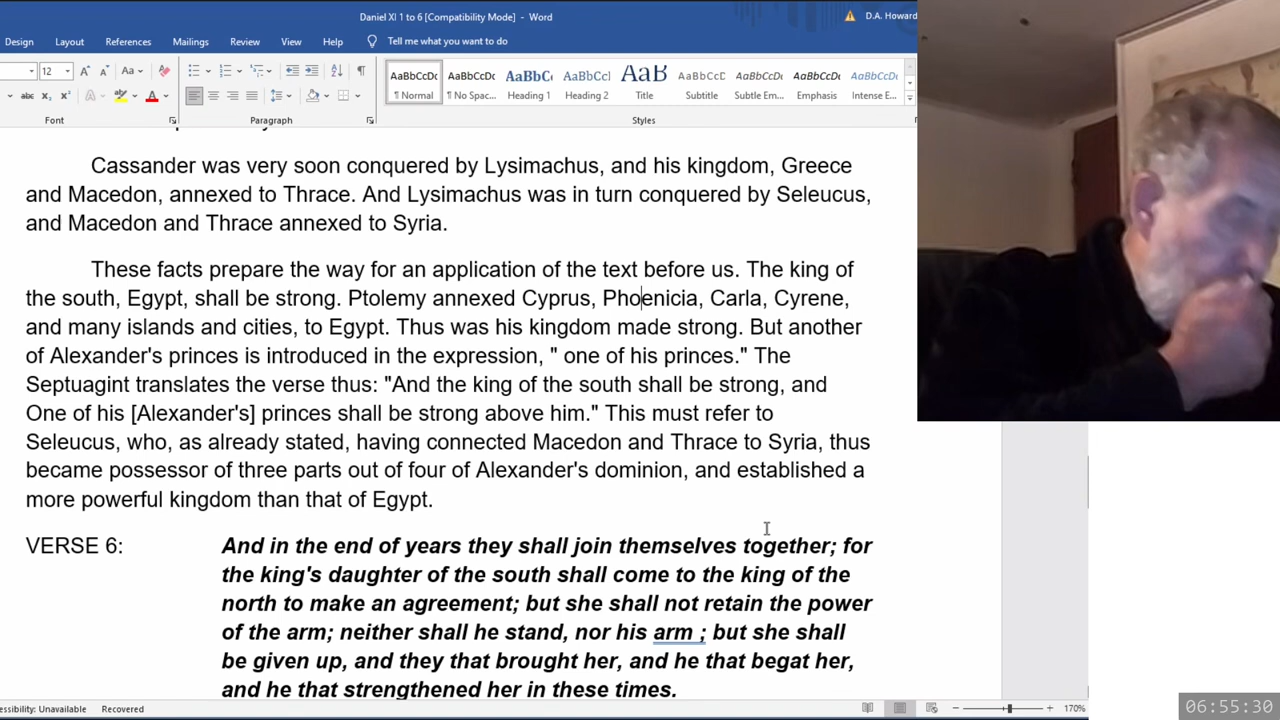 Daniel XI 1 to 6 [Compatibility Mode] - Word
D.A. Howard
Design Layout References Mailings Review View Help Tell me what you want to do
12 Aa
AaBbCcDc AaBbCcDc AaBbCc AaBbCcl AaB AaBbCcD AaBbCcDc AaBbCcDc AaBbCcDc
abc x₂ x² A
¶ Normal ¶ No Spac... Heading 1 Heading 2 Title Subtitle Subtle Em... Emphasis Intense E...
Font Paragraph Styles
Cassander was very soon conquered by Lysimachus, and his kingdom, Greece
and Macedon, annexed to Thrace. And Lysimachus was in turn conquered by Seleucus,
and Macedon and Thrace annexed to Syria.
These facts prepare the way for an application of the text before us. The king of
the south, Egypt, shall be strong. Ptolemy annexed Cyprus, Phoenicia, Carla, Cyrene,
and many islands and cities, to Egypt. Thus was his kingdom made strong. But another
of Alexander's princes is introduced in the expression, " one of his princes." The
Septuagint translates the verse thus: "And the king of the south shall be strong, and
One of his [Alexander's] princes shall be strong above him." This must refer to
Seleucus, who, as already stated, having connected Macedon and Thrace to Syria, thus
became possessor of three parts out of four of Alexander's dominion, and established a
more powerful kingdom than that of Egypt.
VERSE 6: And in the end of years they shall join themselves together; for
the king's daughter of the south shall come to the king of the
north to make an agreement; but she shall not retain the power
of the arm; neither shall he stand, nor his arm ; but she shall
be given up, and they that brought her, and he that begat her,
and he that strengthened her in these times.
ssibility: Unavailable Recovered 170%
06:55:30